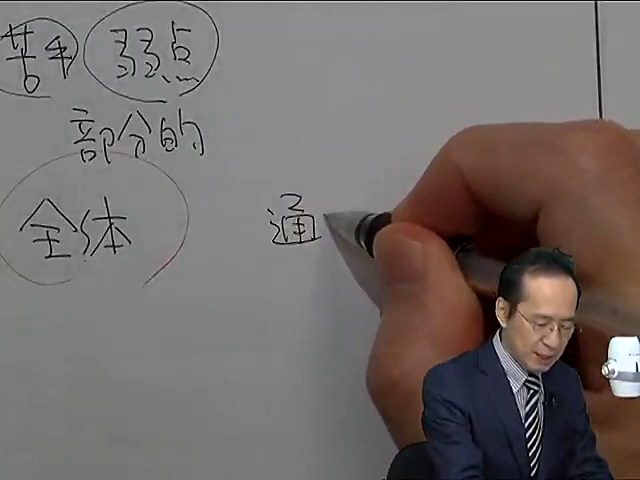 苦手 弱点
部分的
全体 通